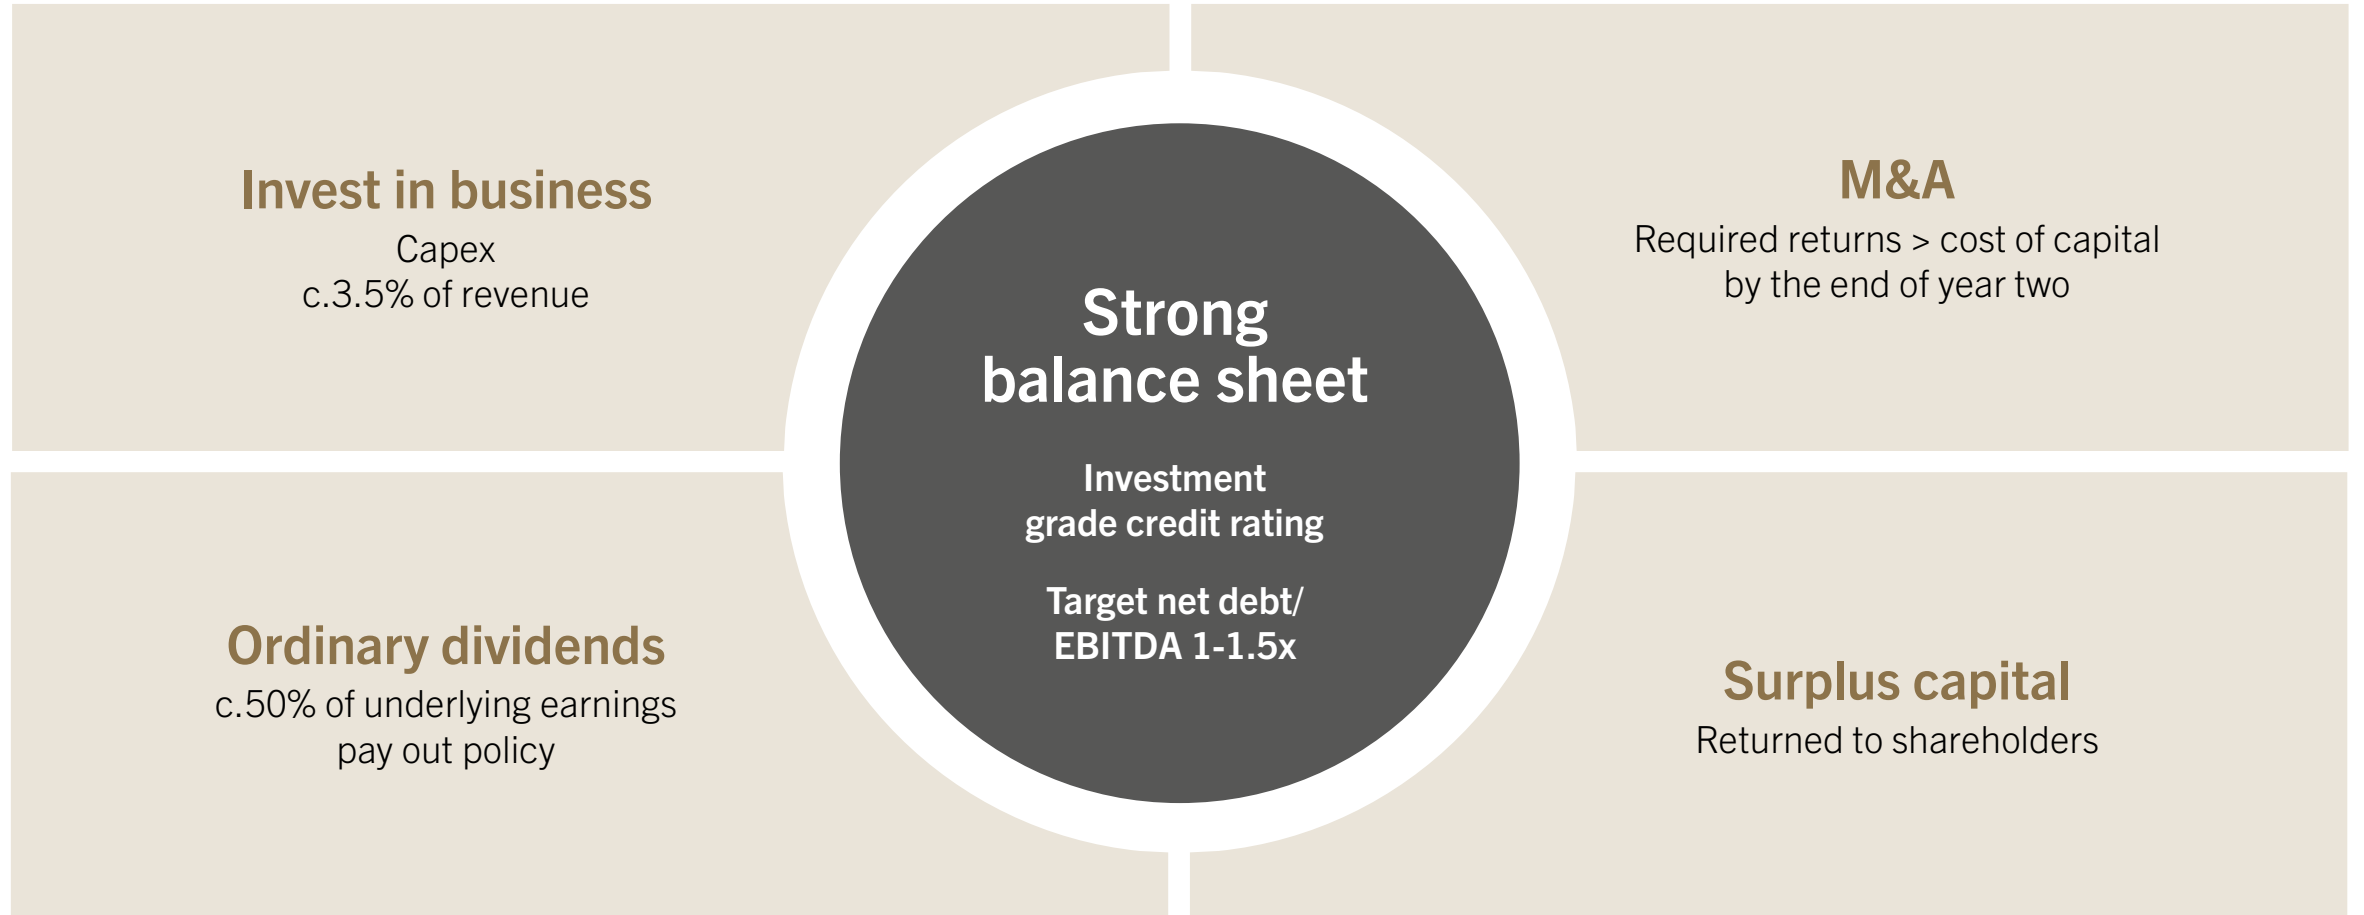 Invest in business
Capex
c.3.5% of revenue
M&A
Required returns > cost of capital
by the end of year two
Strong
balance sheet
Investment
grade credit rating
Target net debt/
EBITDA 1-1.5x
Ordinary dividends
c.50% of underlying earnings
pay out policy
Surplus capital
Returned to shareholders